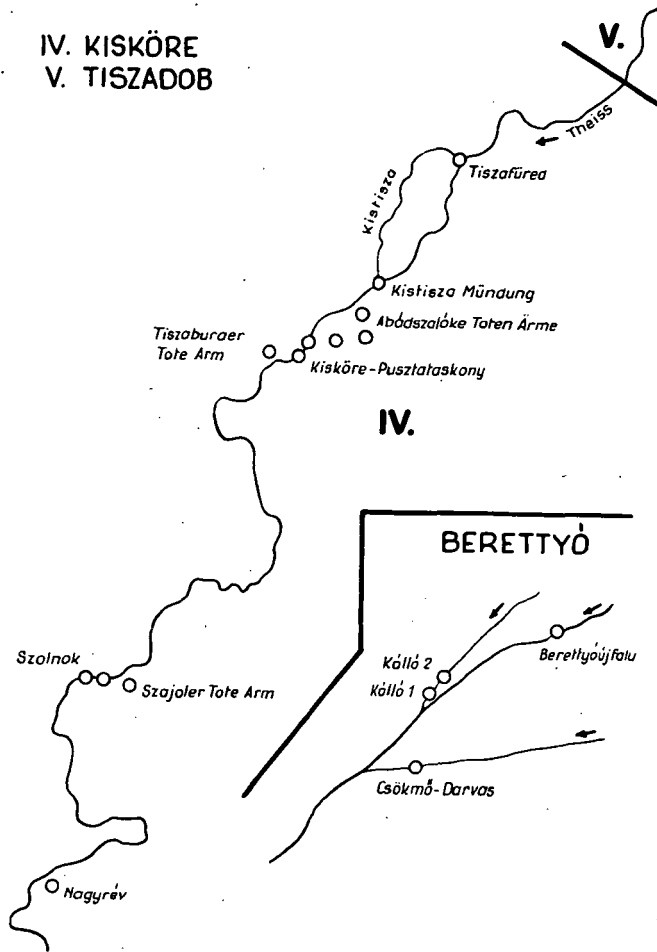 IV. KISKÖRE
V. TISZADOB
V.
Theiss
Tiszafüred
Kistisza
Kistisza Mündung
Abádszalóke Toten Ärme
Tiszaburaer
Tote Arm
Kisköre-Pusztataskony
IV.
BERETTYÓ
Berettyóújfalu
Kálló 2
Kálló 1
Csökmő-Darvas
Szolnok
Szajoler Tote Arm
Nagyrév